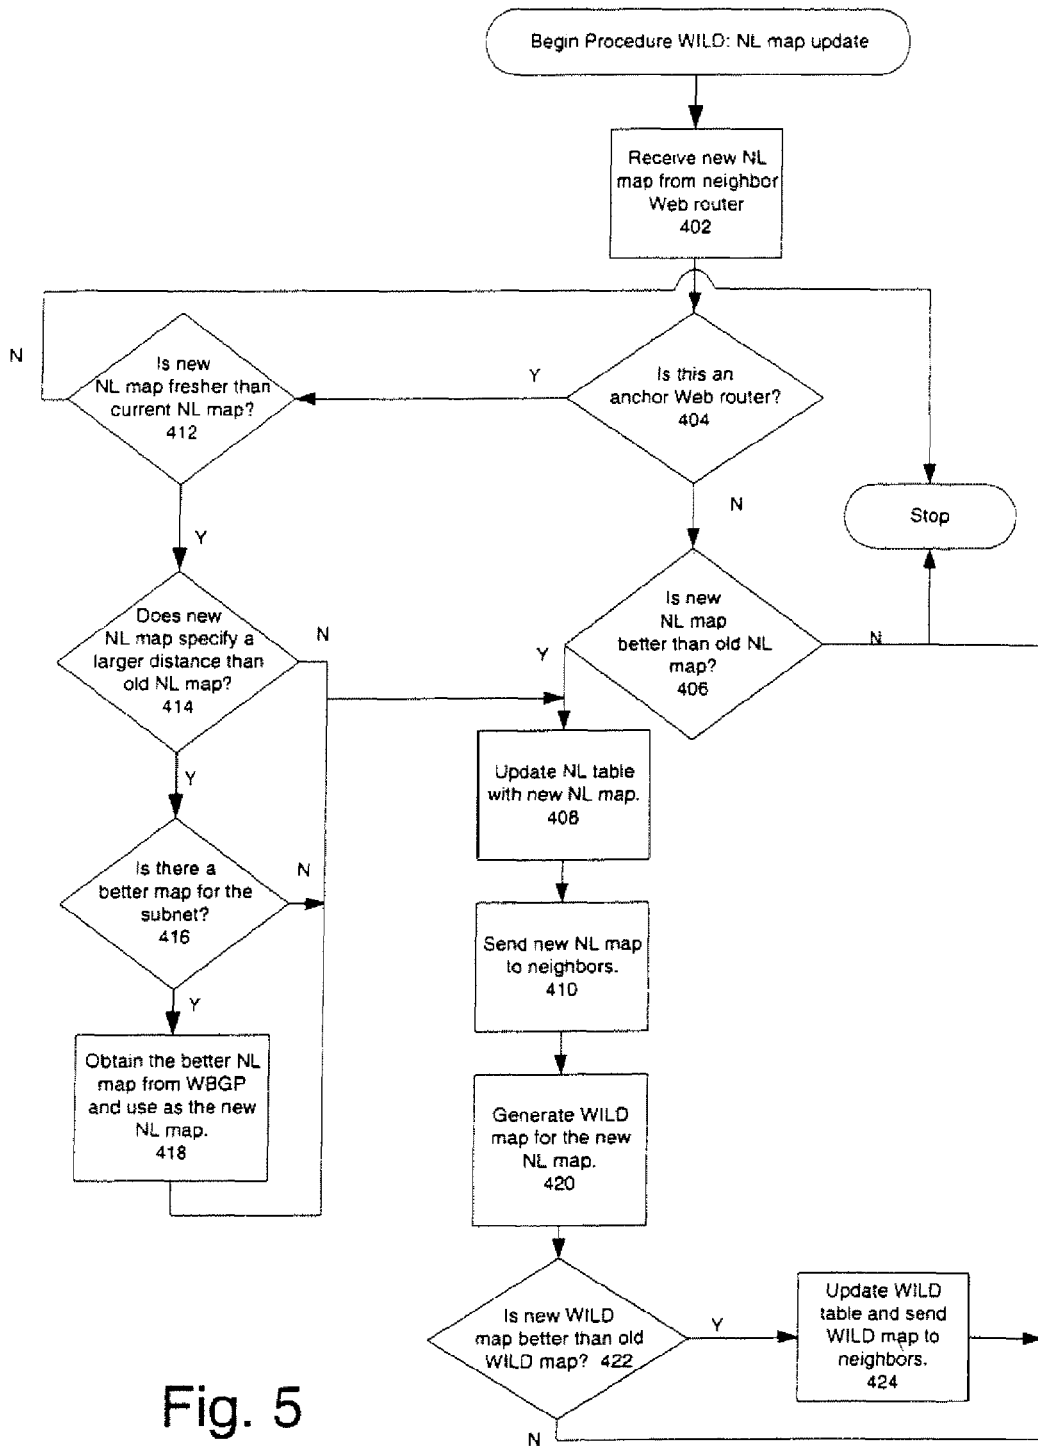 Begin Procedure WILD: NL map update
Receive new NL
map from neighbor
Web router
402
N
Is new
NL map fresher than
current NL map?
412
Y
Is this an
anchor Web router?
404
N
Stop
Y
Does new
NL map specify a
larger distance than
old NL map?
414
N
Is new
NL map
better than old NL
map?
406
Y
N
Update NL table
with new NL map.
408
Y
Is there a
better map for the
subnet?
416
N
Send new NL map
to neighbors.
410
Y
Obtain the better NL
map from WBGP
and use as the new
NL map.
418
Generate WILD
map for the new
NL map.
420
Is new WILD
map better than old
WILD map? 422
Y
Update WILD
table and send
WILD map to
neighbors.
424
N
Fig. 5